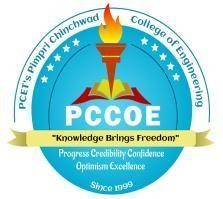 PCET's Pimpri Chinchwad College of Engineering
PCCOE
"Knowledge Brings Freedom"
Progress Credibility Confidence
Optimism Excellence
Since 1999